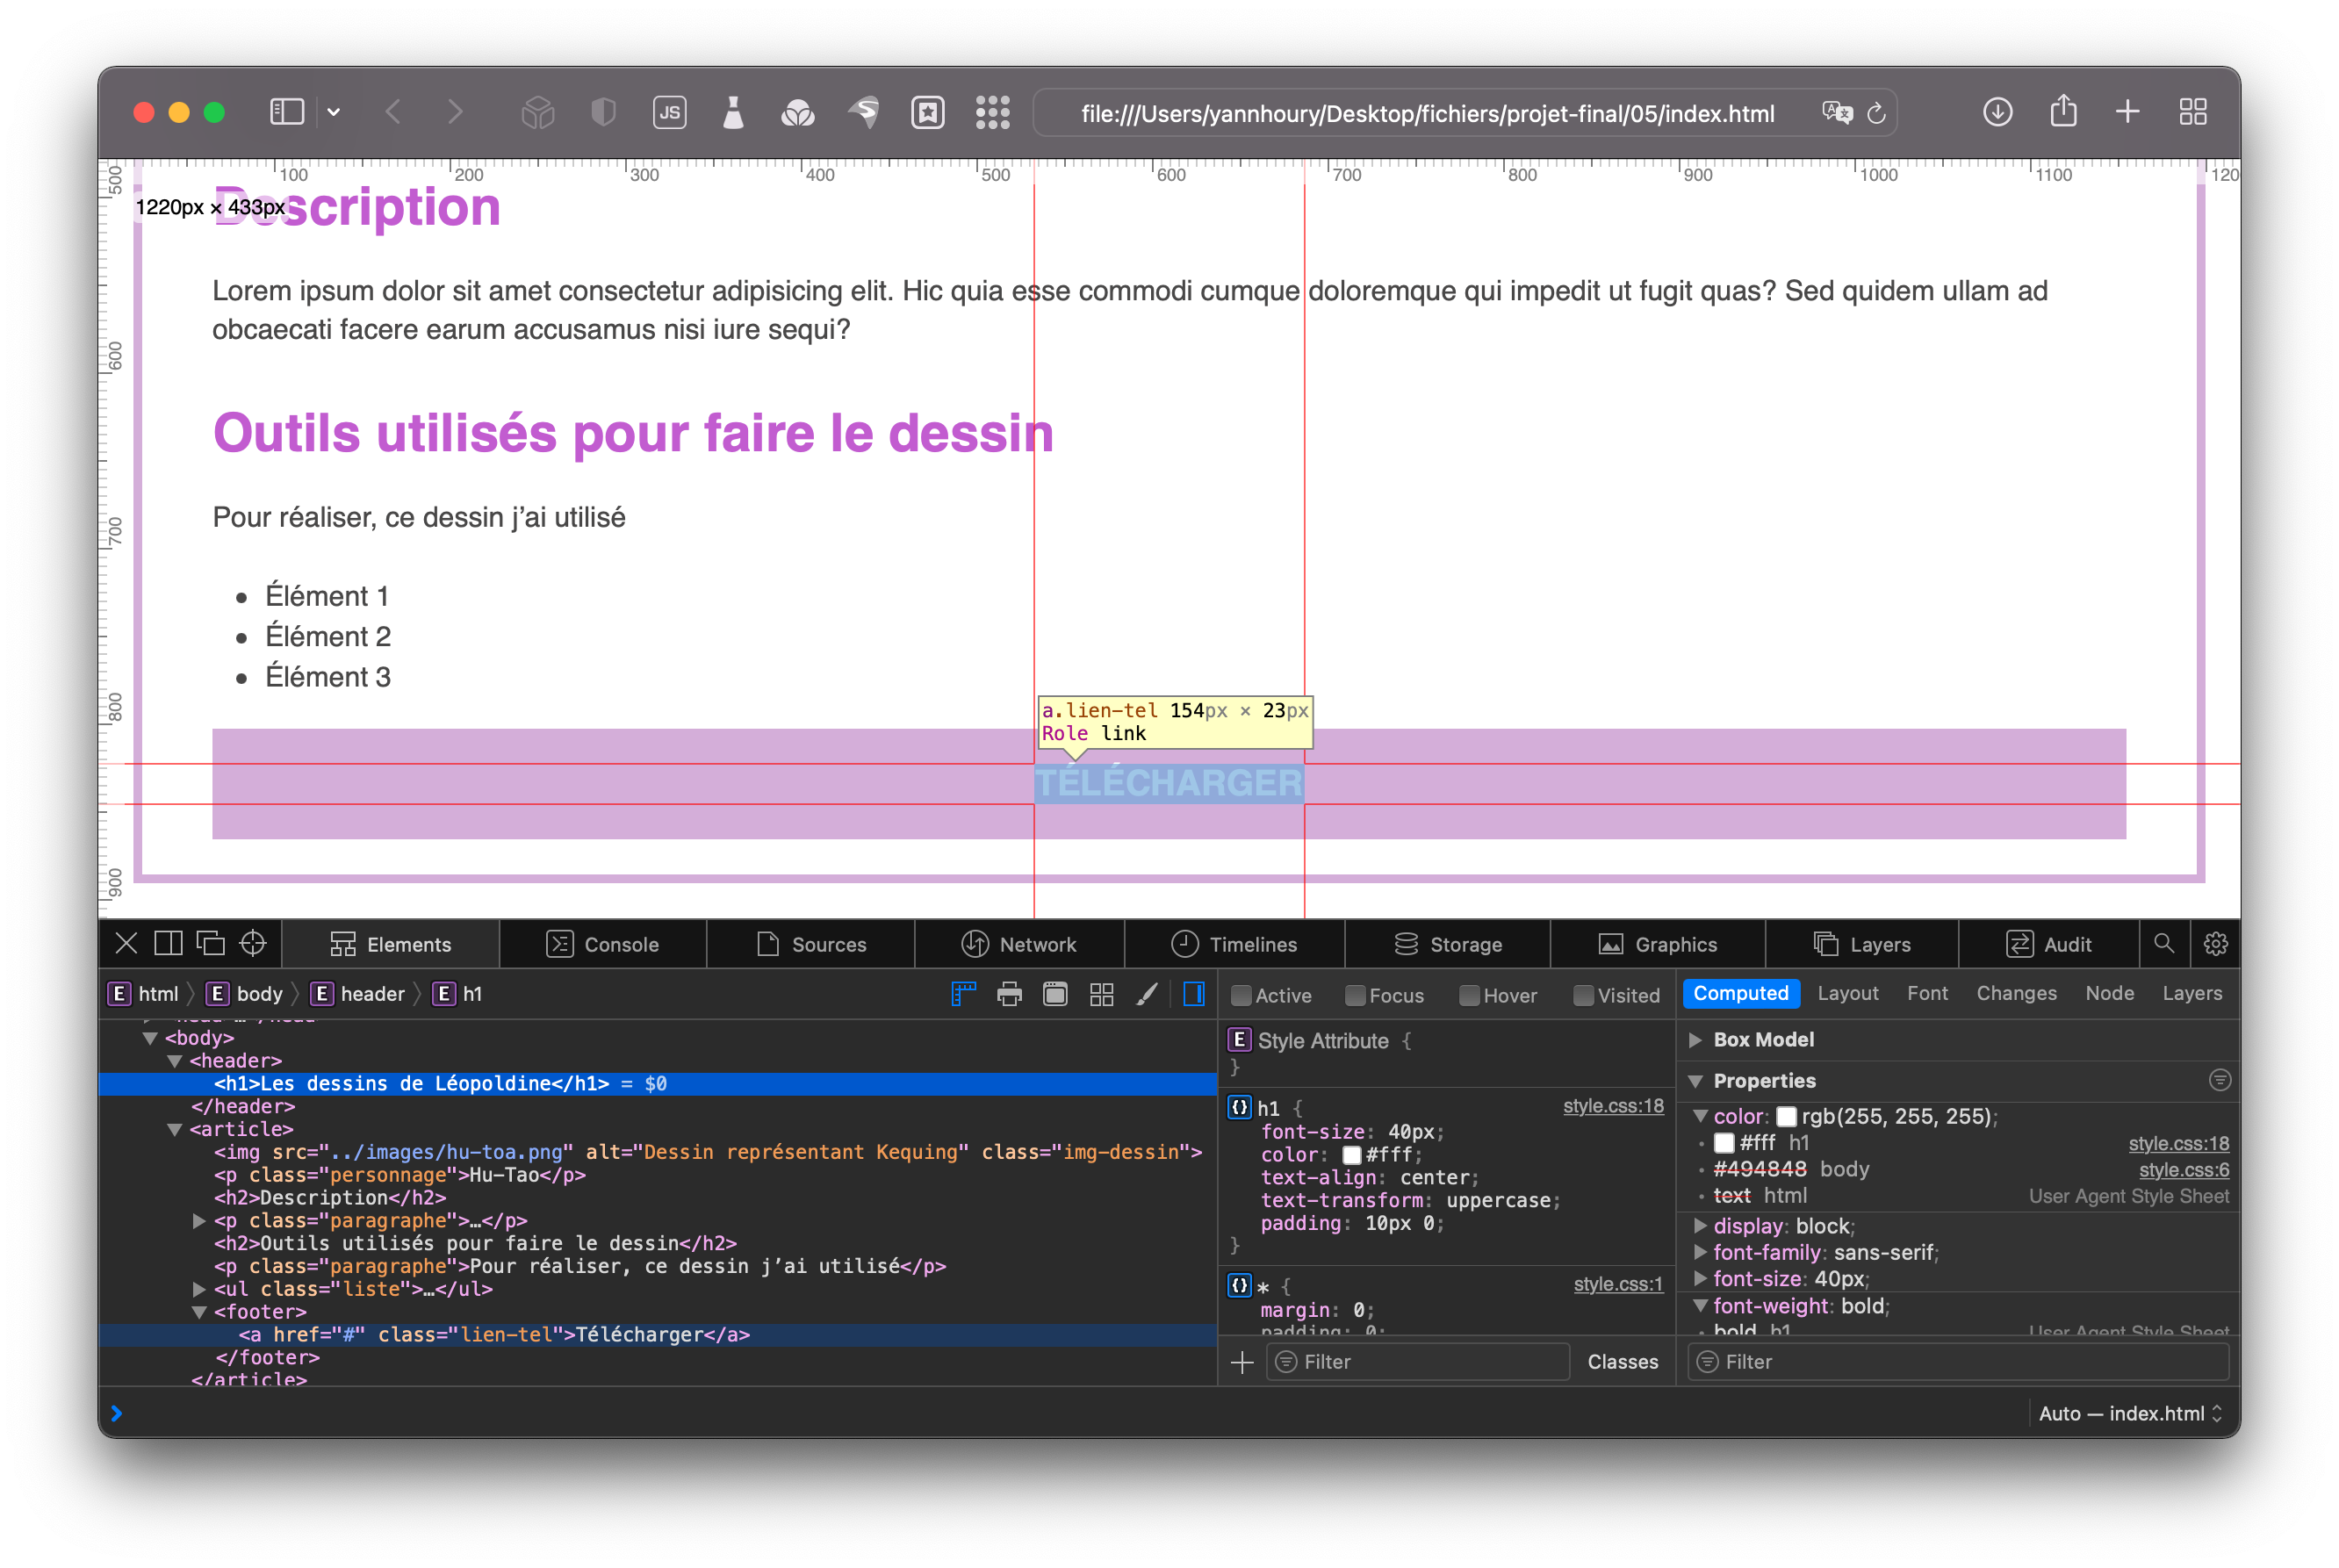 JS
file:///Users/yannhoury/Desktop/fichiers/projet-final/05/index.html
100 200 300 400 500 600 700 800 900 1000 1100 120
500
1220px × 433px
Description
Lorem ipsum dolor sit amet consectetur adipisicing elit. Hic quia esse commodi cumque doloremque qui impedit ut fugit quas? Sed quidem ullam ad
obcaecati facere earum accusamus nisi iure sequi?
600
Outils utilisés pour faire le dessin
Pour réaliser, ce dessin j’ai utilisé
700
• Élément 1
• Élément 2
• Élément 3
800
a.lien-tel 154px × 23px
Role link
TÉLÉCHARGER
900
Elements Console Sources Network Timelines Storage Graphics Layers Audit
E html E body E header E h1
<body>
<header>
<h1>Les dessins de Léopoldine</h1> = $0
</header>
<article>
<img src="../images/hu-toa.png" alt="Dessin représentant Kequing" class="img-dessin">
<p class="personnage">Hu-Tao</p>
<h2>Description</h2>
<p class="paragraphe">…</p>
<h2>Outils utilisés pour faire le dessin</h2>
<p class="paragraphe">Pour réaliser, ce dessin j’ai utilisé</p>
<ul class="liste">…</ul>
<footer>
<a href="#" class="lien-tel">Télécharger</a>
</footer>
</article>
Active Focus Hover Visited
E Style Attribute {
}
{} h1 { style.css:18
font-size: 40px;
color: #fff;
text-align: center;
text-transform: uppercase;
padding: 10px 0;
}
{} * { style.css:1
margin: 0;
padding: 0;
Filter Classes
Computed Layout Font Changes Node Layers
Box Model
Properties
color: rgb(255, 255, 255);
#fff h1 style.css:18
#494848 body style.css:6
text html User Agent Style Sheet
display: block;
font-family: sans-serif;
font-size: 40px;
font-weight: bold;
bold h1 User Agent Style Sheet
Filter
Auto — index.html